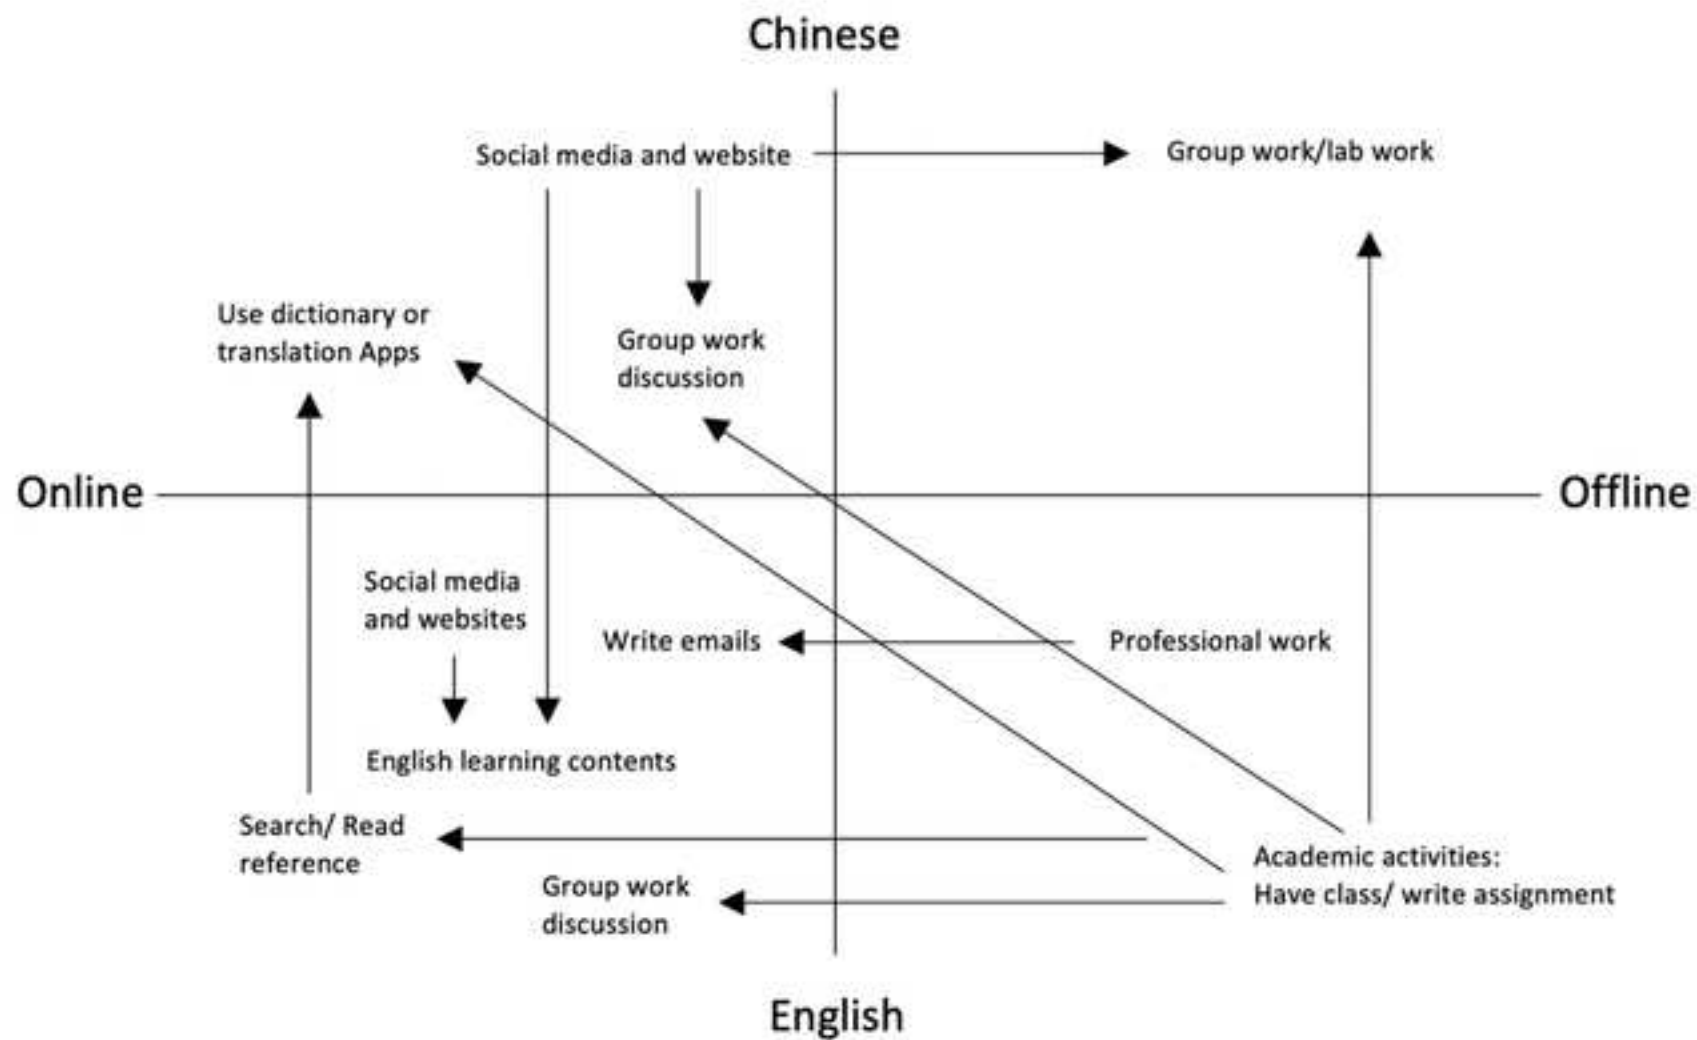 Chinese
Social media and website
Group work/lab work
Use dictionary or
translation Apps
Group work
discussion
Online
Offline
Social media
and websites
Write emails
Professional work
English learning contents
Search/ Read
reference
Academic activities:
Have class/ write assignment
Group work
discussion
English